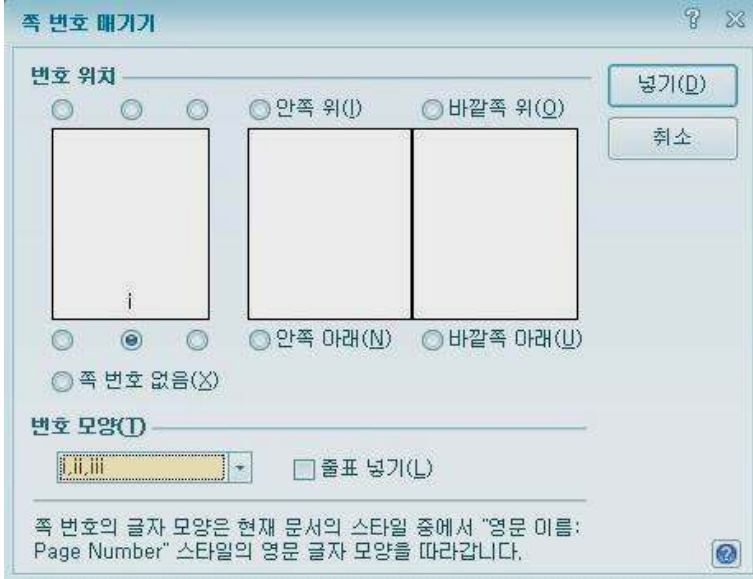 쪽 번호 매기기
번호 위치
넣기(D)
안쪽 위(I)
바깥쪽 위(O)
취소
i
안쪽 아래(N)
바깥쪽 아래(U)
쪽 번호 없음(X)
번호 모양(T)
i,ii,iii
줄표 넣기(L)
쪽 번호의 글자 모양은 현재 문서의 스타일 중에서 "영문 이름:
Page Number" 스타일의 영문 글자 모양을 따라갑니다.